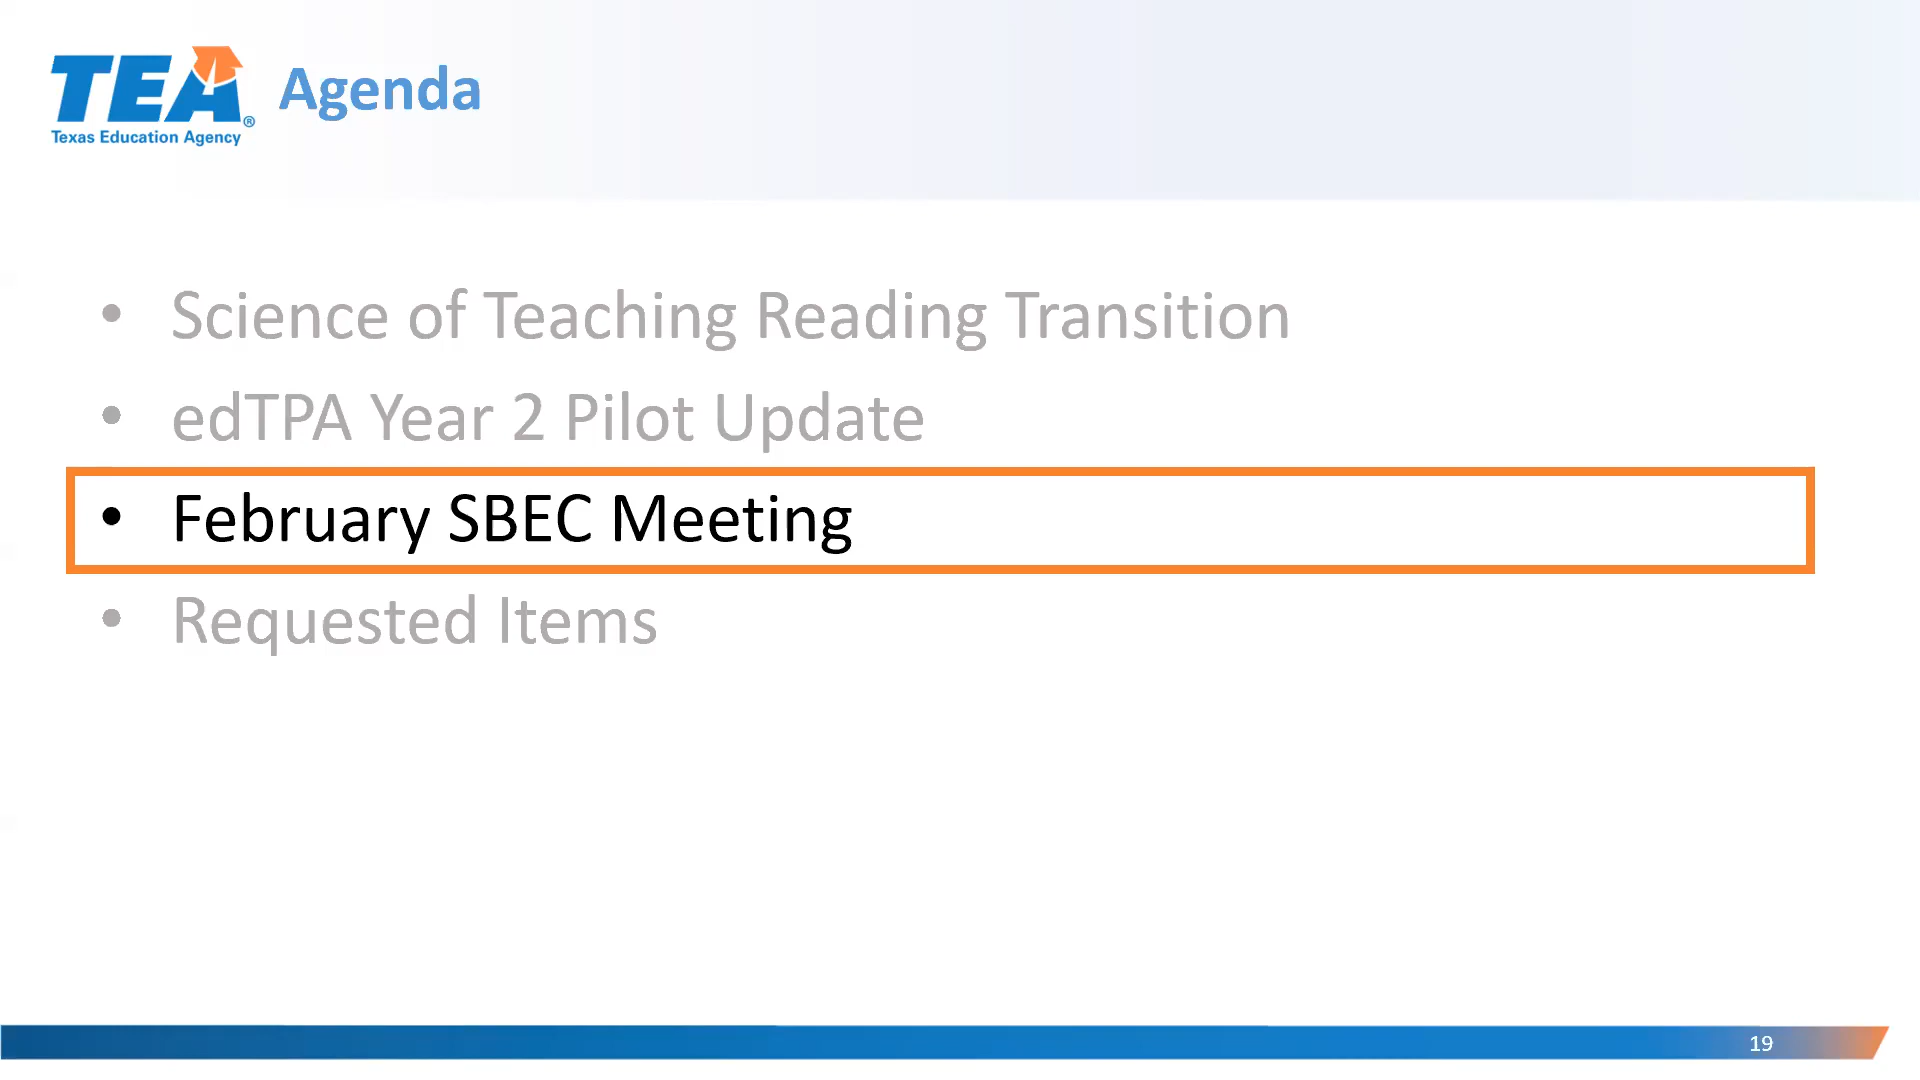 TEA®
Texas Education Agency
Agenda
• Science of Teaching Reading Transition
• edTPA Year 2 Pilot Update
• February SBEC Meeting
• Requested Items
19